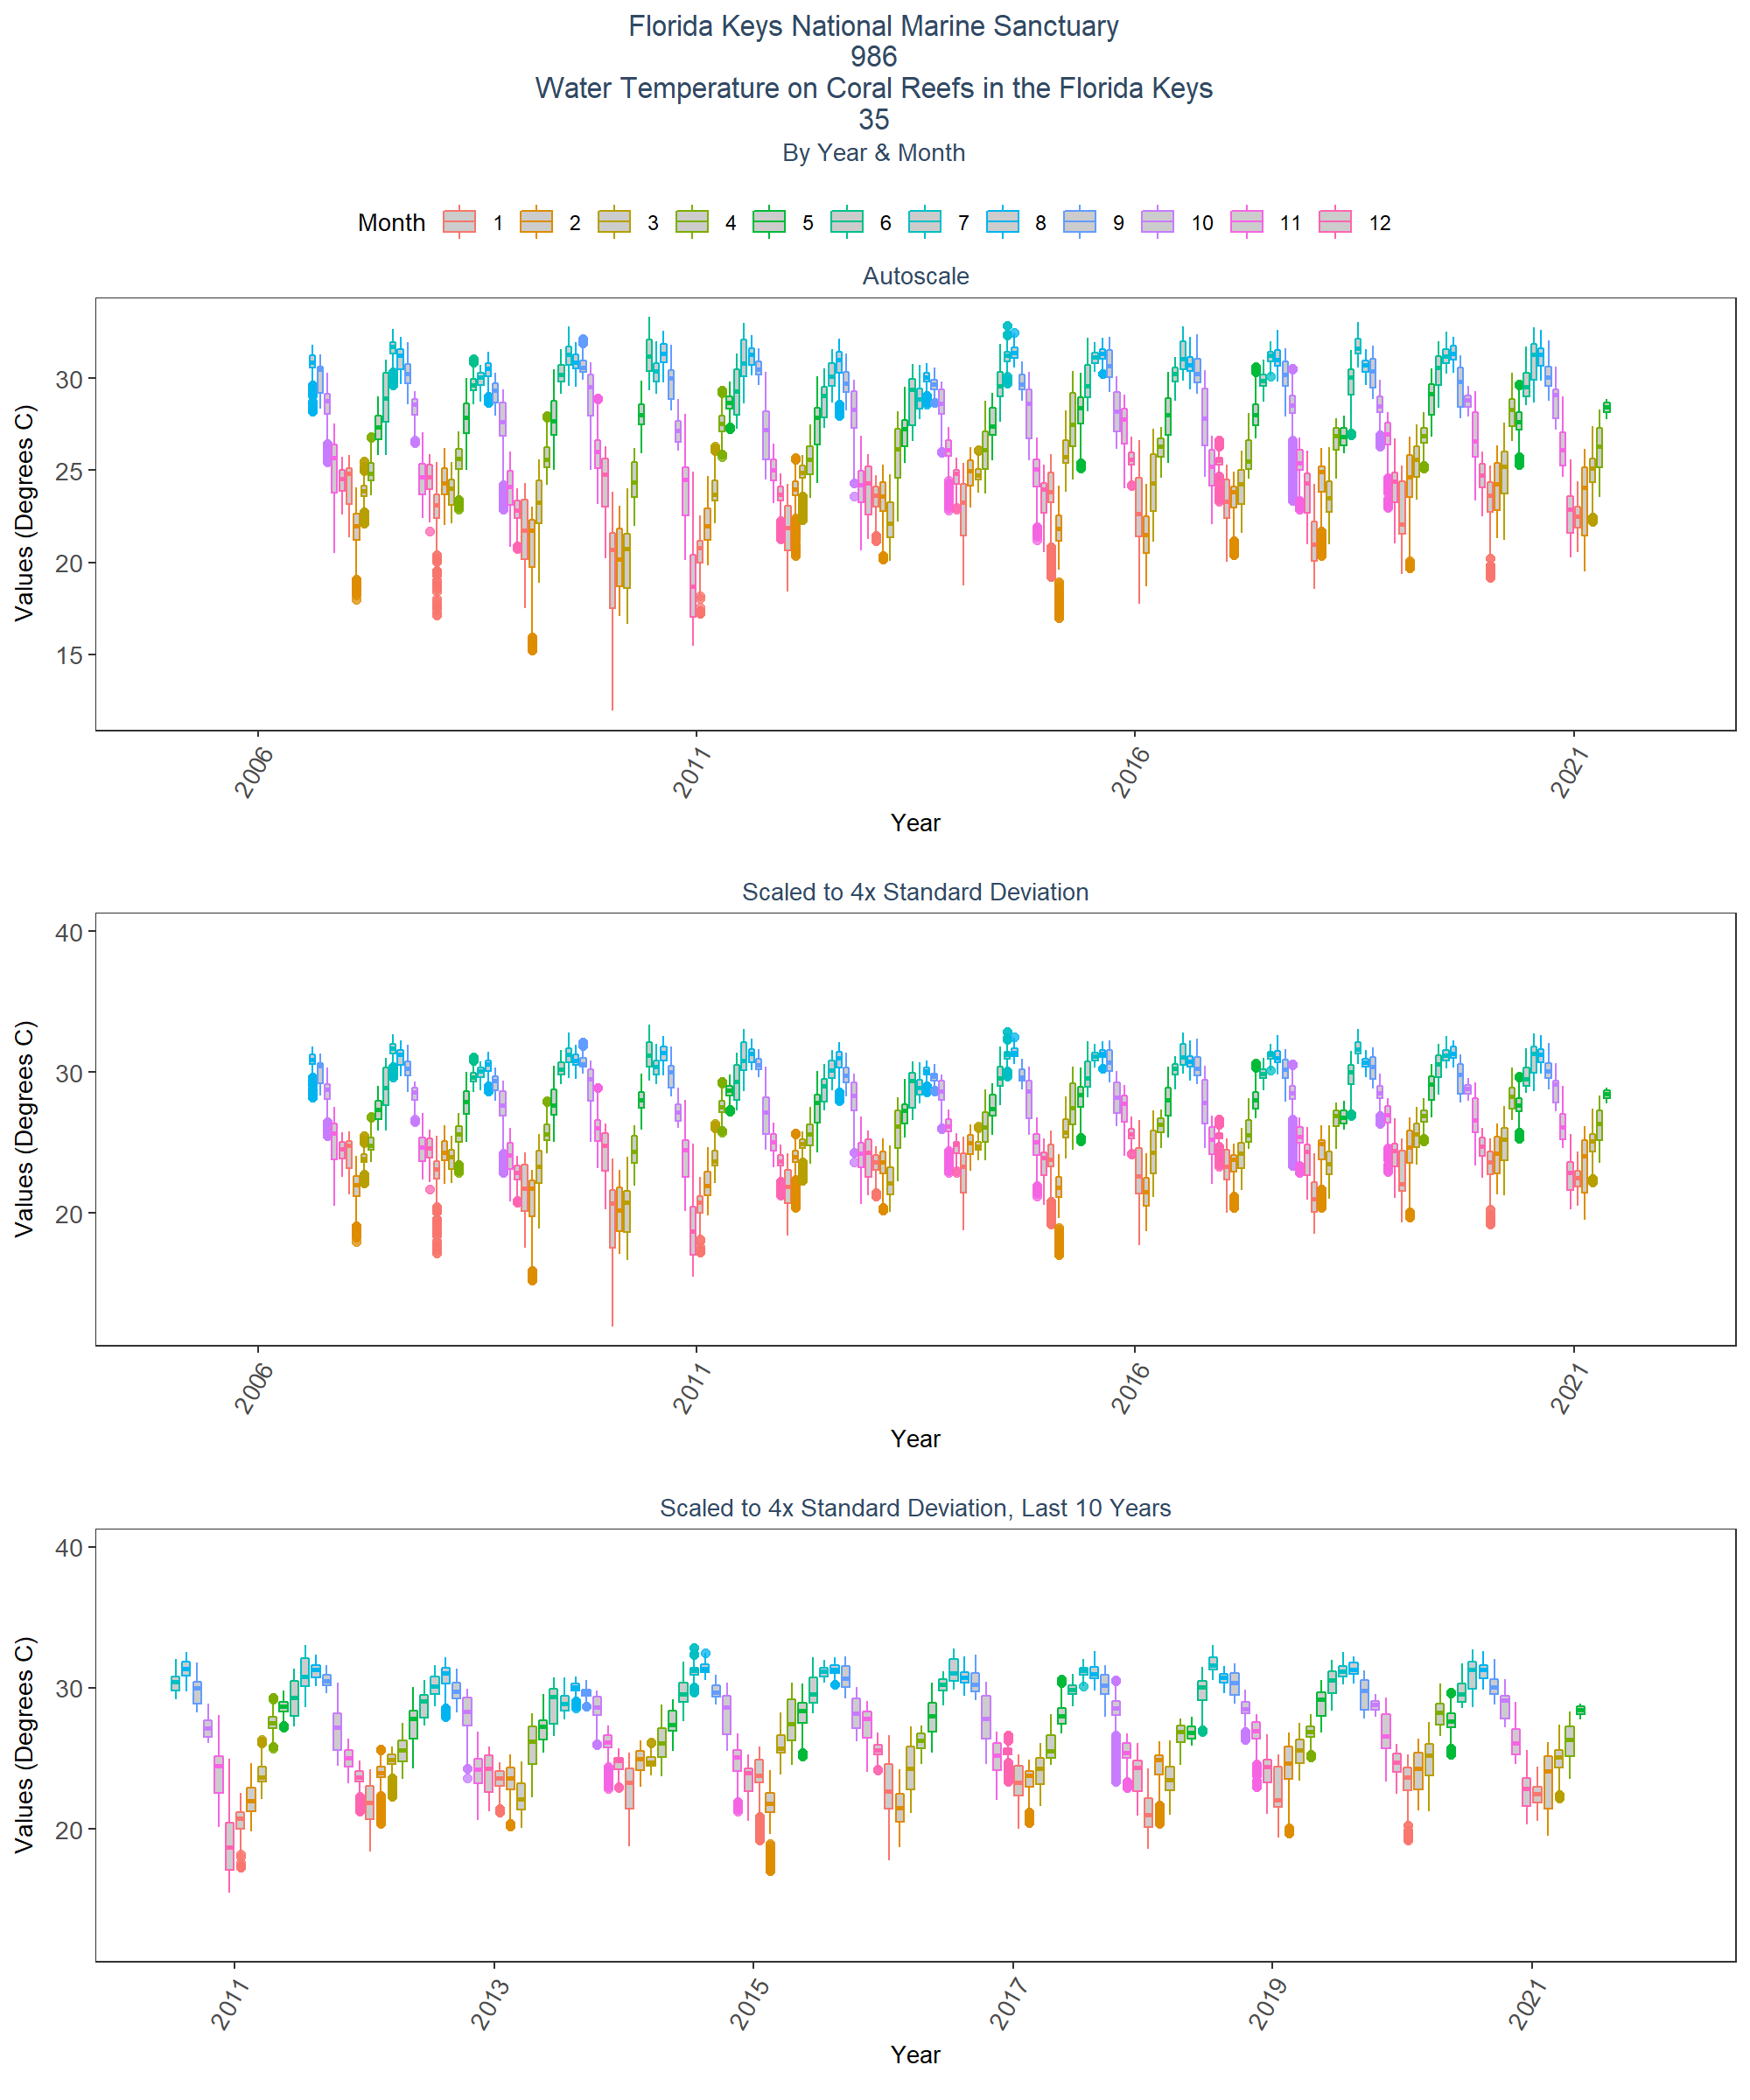 Florida Keys National Marine Sanctuary
986
Water Temperature on Coral Reefs in the Florida Keys
35
By Year & Month
Month 1 2 3 4 5 6 7 8 9 10 11 12
Autoscale
Values (Degrees C)
30
25
20
15
2006 2011 2016 2021
Year
Scaled to 4x Standard Deviation
Values (Degrees C)
40
30
20
2006 2011 2016 2021
Year
Scaled to 4x Standard Deviation, Last 10 Years
Values (Degrees C)
40
30
20
2011 2013 2015 2017 2019 2021
Year